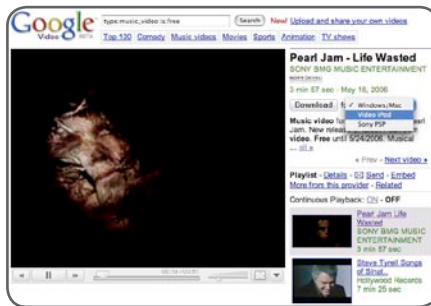 Google
Video BETA
type:music_video is:free
Search
New! Upload and share your own videos
Top 100 Comedy Music videos Movies Sports Animation TV shows
Pearl Jam - Life Wasted
SONY BMG MUSIC ENTERTAINMENT
3 min 57 sec - May 18, 2006
Download
✓ Windows/Mac
Video iPod
Sony PSP
Music video
Jam. New
video. Free until 5/24/2006. Musical
... all »
« Prev - Next video »
Playlist - Details - Send - Embed
More from this provider - Related
Continuous Playback: ON - OFF
Pearl Jam Life
Wasted
SONY BMG MUSIC
ENTERTAINMENT
3 min 57 sec
Steve Tyrell Songs
of Sinat...
Hollywood Records
7 min 25 sec